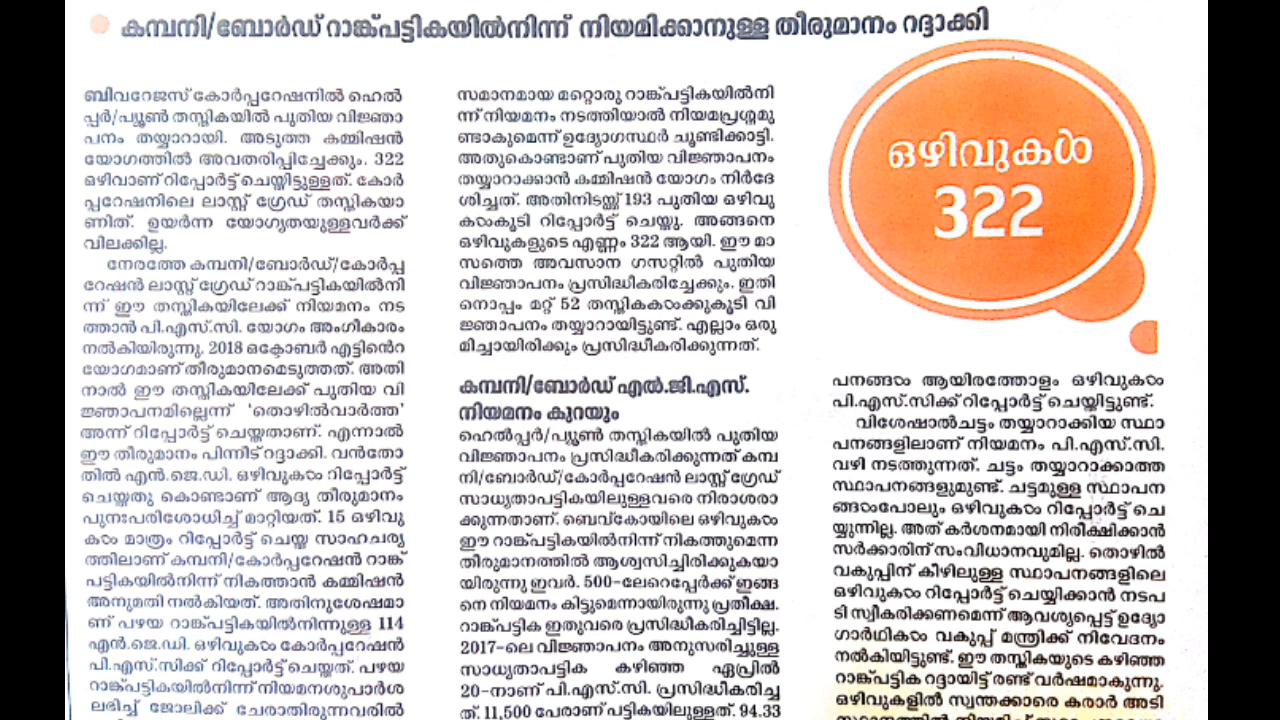 കമ്പനി/ബോർഡ് റാങ്ക്പട്ടികയിൽനിന്ന് നിയമിക്കാനുള്ള തീരുമാനം റദ്ദാക്കി
ബിവറേജസ് കോർപ്പറേഷനിൽ ഹെൽ
പ്പർ/പ്യൂൺ തസ്തികയിൽ പുതിയ വിജ്ഞാ
പനം തയ്യാറായി. അടുത്ത കമ്മിഷൻ
യോഗത്തിൽ അവതരിപ്പിച്ചേക്കും. 322
ഒഴിവാണ് റിപ്പോർട്ട് ചെയ്തിട്ടുള്ളത്. കോർ
പ്പറേഷനിലെ ലാസ്റ്റ് ഗ്രേഡ് തസ്തികയാ
ണിത്. ഉയർന്ന യോഗ്യതയുള്ളവർക്ക്
വിലക്കില്ല.
നേരത്തേ കമ്പനി/ബോർഡ്/കോർപ്പ
റേഷൻ ലാസ്റ്റ് ഗ്രേഡ് റാങ്ക്പട്ടികയിൽനി
ന്ന് ഈ തസ്തികയിലേക്ക് നിയമനം നട
ത്താൻ പി.എസ്.സി. യോഗം അംഗീകാരം
നൽകിയിരുന്നു. 2018 ഒക്ടോബർ എട്ടിന്റെ
യോഗമാണ് തീരുമാനമെടുത്തത്. അതി
നാൽ ഈ തസ്തികയിലേക്ക് പുതിയ വി
ജ്ഞാപനമില്ലെന്ന് 'തൊഴിൽവാർത്ത'
അന്ന് റിപ്പോർട്ട് ചെയ്തതാണ്. എന്നാൽ
ഈ തീരുമാനം പിന്നീട് റദ്ദാക്കി. വൻതോ
തിൽ എൻ.ജെ.ഡി. ഒഴിവുകൾ റിപ്പോർട്ട്
ചെയ്തതു കൊണ്ടാണ് ആദ്യ തീരുമാനം
പുനഃപരിശോധിച്ച് മാറ്റിയത്. 15 ഒഴിവു
കൾ മാത്രം റിപ്പോർട്ട് ചെയ്ത സാഹചര്യ
ത്തിലാണ് കമ്പനി/കോർപ്പറേഷൻ റാങ്ക്
പട്ടികയിൽനിന്ന് നികത്താൻ കമ്മിഷൻ
അനുമതി നൽകിയത്. അതിനുശേഷമാ
ണ് പഴയ റാങ്ക്പട്ടികയിൽനിന്നുള്ള 114
എൻ.ജെ.ഡി. ഒഴിവുകൾ കോർപ്പറേഷൻ
പി.എസ്.സിക്ക് റിപ്പോർട്ട് ചെയ്തത്. പഴയ
റാങ്ക്പട്ടികയിൽനിന്ന് നിയമനശുപാർശ
ലഭിച്ച് ജോലിക്ക് ചേരാതിരുന്നവരിൽ
സമാനമായ മറ്റൊരു റാങ്ക്പട്ടികയിൽനി
ന്ന് നിയമനം നടത്തിയാൽ നിയമപ്രശ്നമു
ണ്ടാകുമെന്ന് ഉദ്യോഗസ്ഥർ ചൂണ്ടിക്കാട്ടി.
അതുകൊണ്ടാണ് പുതിയ വിജ്ഞാപനം
തയ്യാറാക്കാൻ കമ്മിഷൻ യോഗം നിർദേ
ശിച്ചത്. അതിനിടയ്ക്ക് 193 പുതിയ ഒഴിവു
കൾകൂടി റിപ്പോർട്ട് ചെയ്തു. അങ്ങനെ
ഒഴിവുകളുടെ എണ്ണം 322 ആയി. ഈ മാ
സത്തെ അവസാന ഗസറ്റിൽ പുതിയ
വിജ്ഞാപനം പ്രസിദ്ധീകരിച്ചേക്കും. ഇതി
നൊപ്പം മറ്റ് 52 തസ്തികകൾക്കുകൂടി വി
ജ്ഞാപനം തയ്യാറായിട്ടുണ്ട്. എല്ലാം ഒരു
മിച്ചായിരിക്കും പ്രസിദ്ധീകരിക്കുന്നത്.
കമ്പനി/ബോർഡ് എൽ.ജി.എസ്.
നിയമനം കുറയും
ഹെൽപ്പർ/പ്യൂൺ തസ്തികയിൽ പുതിയ
വിജ്ഞാപനം പ്രസിദ്ധീകരിക്കുന്നത് കമ്പ
നി/ബോർഡ്/കോർപ്പറേഷൻ ലാസ്റ്റ് ഗ്രേഡ്
സാധ്യതാപട്ടികയിലുള്ളവരെ നിരാശരാ
ക്കുന്നതാണ്. ബെവ്കോയിലെ ഒഴിവുകൾ
ഈ റാങ്ക്പട്ടികയിൽനിന്ന് നികത്തുമെന്ന
തീരുമാനത്തിൽ ആശ്വസിച്ചിരിക്കുകയാ
യിരുന്നു ഇവർ. 500-ലേറെപ്പേർക്ക് ഇങ്ങ
നെ നിയമനം കിട്ടുമെന്നായിരുന്നു പ്രതീക്ഷ.
റാങ്ക്പട്ടിക ഇതുവരെ പ്രസിദ്ധീകരിച്ചിട്ടില്ല.
2017-ലെ വിജ്ഞാപനം അനുസരിച്ചുള്ള
സാധ്യതാപട്ടിക കഴിഞ്ഞ ഏപ്രിൽ
20-നാണ് പി.എസ്.സി. പ്രസിദ്ധീകരിച്ച
ത്. 11,500 പേരാണ് പട്ടികയിലുള്ളത്. 94.33
ഒഴിവുകൾ
322
പനങ്ങൾ ആയിരത്തോളം ഒഴിവുകൾ
പി.എസ്.സിക്ക് റിപ്പോർട്ട് ചെയ്തിട്ടുണ്ട്.
വിശേഷാൽചട്ടം തയ്യാറാക്കിയ സ്ഥാ
പനങ്ങളിലാണ് നിയമനം പി.എസ്.സി.
വഴി നടത്തുന്നത്. ചട്ടം തയ്യാറാക്കാത്ത
സ്ഥാപനങ്ങളുമുണ്ട്. ചട്ടമുള്ള സ്ഥാപന
ങ്ങൾപോലും ഒഴിവുകൾ റിപ്പോർട്ട് ചെ
യ്യുന്നില്ല. അത് കർശനമായി നിരീക്ഷിക്കാൻ
സർക്കാരിന് സംവിധാനവുമില്ല. തൊഴിൽ
വകുപ്പിന് കീഴിലുള്ള സ്ഥാപനങ്ങളിലെ
ഒഴിവുകൾ റിപ്പോർട്ട് ചെയ്യിക്കാൻ നടപ
ടി സ്വീകരിക്കണമെന്ന് ആവശ്യപ്പെട്ട് ഉദ്യോ
ഗാർഥികൾ വകുപ്പ് മന്ത്രിക്ക് നിവേദനം
നൽകിയിട്ടുണ്ട്. ഈ തസ്തികയുടെ കഴിഞ്ഞ
റാങ്ക്പട്ടിക റദ്ദായിട്ട് രണ്ട് വർഷമാകുന്നു.
ഒഴിവുകളിൽ സ്വന്തക്കാരെ കരാർ അടി